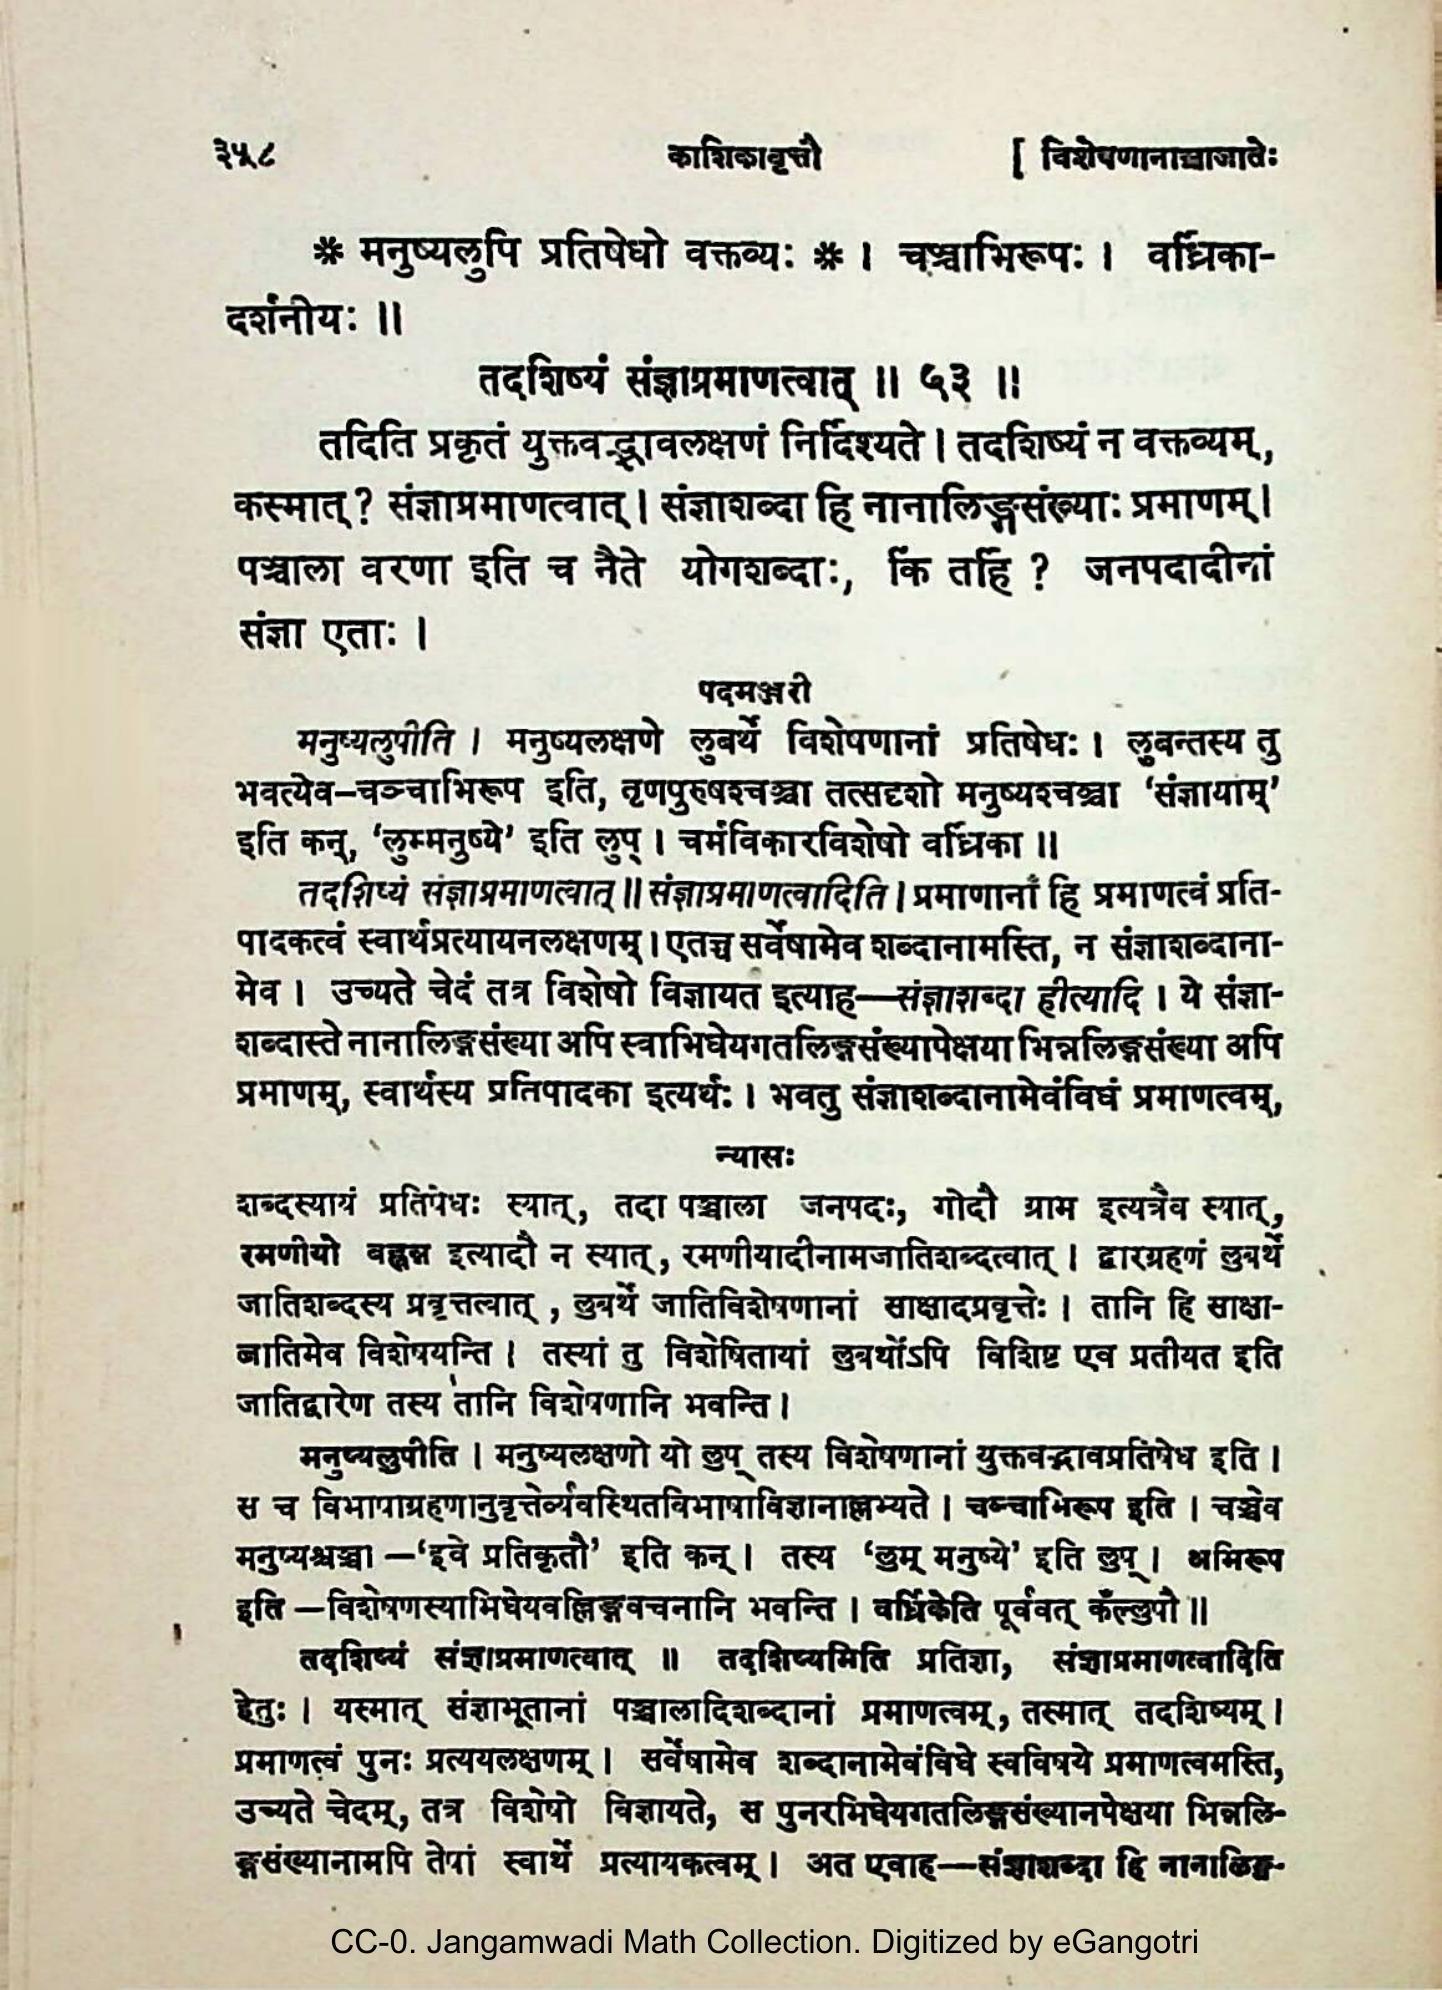 ३५८ काशिकावृत्तौ [ विशेषणानाञ्चाजातेः
* मनुष्यलुपि प्रतिषेधो वक्तव्यः * । चञ्चाभिरूपः । वर्ध्रिका-
दर्शनीयः ॥
तदशिष्यं संज्ञाप्रमाणत्वात् ॥ ५३ ॥
तदिति प्रकृतं युक्तवद्भावलक्षणं निर्दिश्यते । तदशिष्यं न वक्तव्यम्,
कस्मात् ? संज्ञाप्रमाणत्वात् । संज्ञाशब्दा हि नानालिङ्गसंख्याः प्रमाणम् ।
पञ्चाला वरणा इति च नैते योगशब्दाः, किं तर्हि ? जनपदादीनां
संज्ञा एताः ।
पदमञ्जरी
मनुष्यलुपीति । मनुष्यलक्षणे लुबर्थे विशेषणानां प्रतिषेधः । लुबन्तस्य तु
भवत्येव–चञ्चाभिरूप इति, तृणपुरुषश्चञ्चा तत्सदृशो मनुष्यश्चञ्चा ‘संज्ञायाम्’
इति कन्, ‘लुम्मनुष्ये’ इति लुप् । चर्मविकारविशेषो वर्ध्रिका ॥
तदशिष्यं संज्ञाप्रमाणत्वात् ॥ संज्ञाप्रमाणत्वादिति । प्रमाणानां हि प्रमाणत्वं प्रति-
पादकत्वं स्वार्थप्रत्यायनलक्षणम् । एतच्च सर्वेषामेव शब्दानामस्ति, न संज्ञाशब्दाना-
मेव । उच्यते चेदं तत्र विशेषो विज्ञायत इत्याह—संज्ञाशब्दा हीत्यादि । ये संज्ञा-
शब्दास्ते नानालिङ्गसंख्या अपि स्वाभिधेयगतलिङ्गसंख्यापेक्षया भिन्नलिङ्गसंख्या अपि
प्रमाणम्, स्वार्थस्य प्रतिपादका इत्यर्थः । भवतु संज्ञाशब्दानामेवंविधं प्रमाणत्वम्,
न्यासः
शब्दस्यायं प्रतिषेधः स्यात्, तदा पञ्चाला जनपदः, गोदौ ग्राम इत्यत्रैव स्यात्,
रमणीयो बह्वन्न इत्यादौ न स्यात्, रमणीयादीनामजातिशब्दत्वात् । द्वारग्रहणं लुबर्थे
जातिशब्दस्य प्रवृत्तत्वात् , लुबर्थे जातिविशेषणानां साक्षादप्रवृत्तेः । तानि हि साक्षा-
ज्जातिमेव विशेषयन्ति । तस्यां तु विशेषितायां लुबर्थोऽपि विशिष्ट एव प्रतीयत इति
जातिद्वारेण तस्य तानि विशेषणानि भवन्ति ।
मनुष्यलुपीति । मनुष्यलक्षणो यो लुप् तस्य विशेषणानां युक्तवद्भावप्रतिषेध इति ।
स च विभाषाग्रहणानुवृत्तेर्व्यवस्थितविभाषाविज्ञानाल्लभ्यते । चञ्चाभिरूप इति । चञ्चेव
मनुष्यश्चञ्चा –‘इवे प्रतिकृतौ’ इति कन् । तस्य ‘लुम् मनुष्ये’ इति लुप् । अभिरूप
इति –विशेषणस्याभिधेयवल्लिङ्गवचनानि भवन्ति । वर्ध्रिकेति पूर्ववत् कँल्लुपौ ॥
तदशिष्यं संज्ञाप्रमाणत्वात् ॥ तदशिष्यमिति प्रतिज्ञा, संज्ञाप्रमाणत्वादिति
हेतुः । यस्मात् संज्ञाभूतानां पञ्चालादिशब्दानां प्रमाणत्वम्, तस्मात् तदशिष्यम् ।
प्रमाणत्वं पुनः प्रत्ययलक्षणम् । सर्वेषामेव शब्दानामेवंविधे स्वविषये प्रमाणत्वमस्ति,
उच्यते चेदम्, तत्र विशेषो विज्ञायते, स पुनरभिधेयगतलिङ्गसंख्यानपेक्षया भिन्नलि-
ङ्गसंख्यानामपि तेषां स्वार्थे प्रत्यायकत्वम् । अत एवाह—संज्ञाशब्दा हि नानालिङ्ग-
CC-0. Jangamwadi Math Collection. Digitized by eGangotri